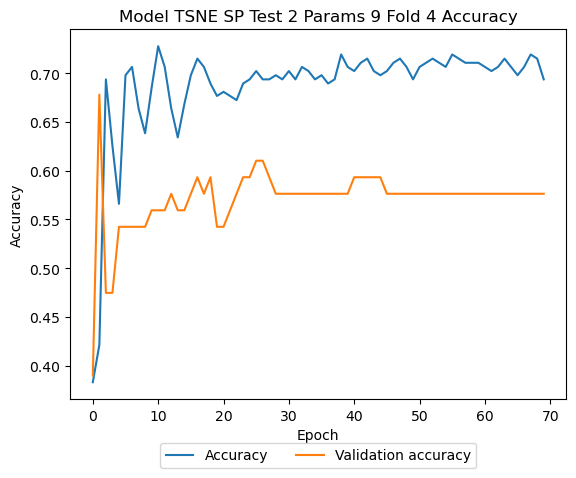 Model TSNE SP Test 2 Params 9 Fold 4 Accuracy
0.70
0.65
0.60
0.55
0.50
0.45
0.40
Accuracy
0 10 20 30 40 50 60 70
Epoch
Accuracy Validation accuracy